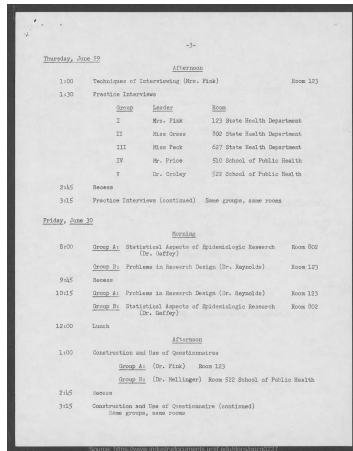 -3-
Thursday, June 29
Afternoon
1:00 Techniques of Interviewing (Mrs. Fink) Room 123
1:30 Practice Interviews
Group Leader Room
I Mrs. Fink 123 State Health Department
II Miss Gross 802 State Health Department
III Miss Peck 627 State Health Department
IV Mr. Price 510 School of Public Health
V Dr. Croley 522 School of Public Health
2:45 Recess
3:15 Practice Interviews (continued) Same groups, same rooms
Friday, June 30
Morning
8:00 Group A: Statistical Aspects of Epidemiologic Research Room 802
(Dr. Gaffey)
Group B: Problems in Research Design (Dr. Reynolds) Room 123
9:45 Recess
10:15 Group A: Problems in Research Design (Dr. Reynolds) Room 123
Group B: Statistical Aspects of Epidemiologic Research Room 802
(Dr. Gaffey)
12:00 Lunch
Afternoon
1:00 Construction and Use of Questionnaires
Group A: (Dr. Fink) Room 123
Group B: (Dr. Mellinger) Room 522 School of Public Health
2:45 Recess
3:15 Construction and Use of Questionnaire (continued)
Same groups, same rooms